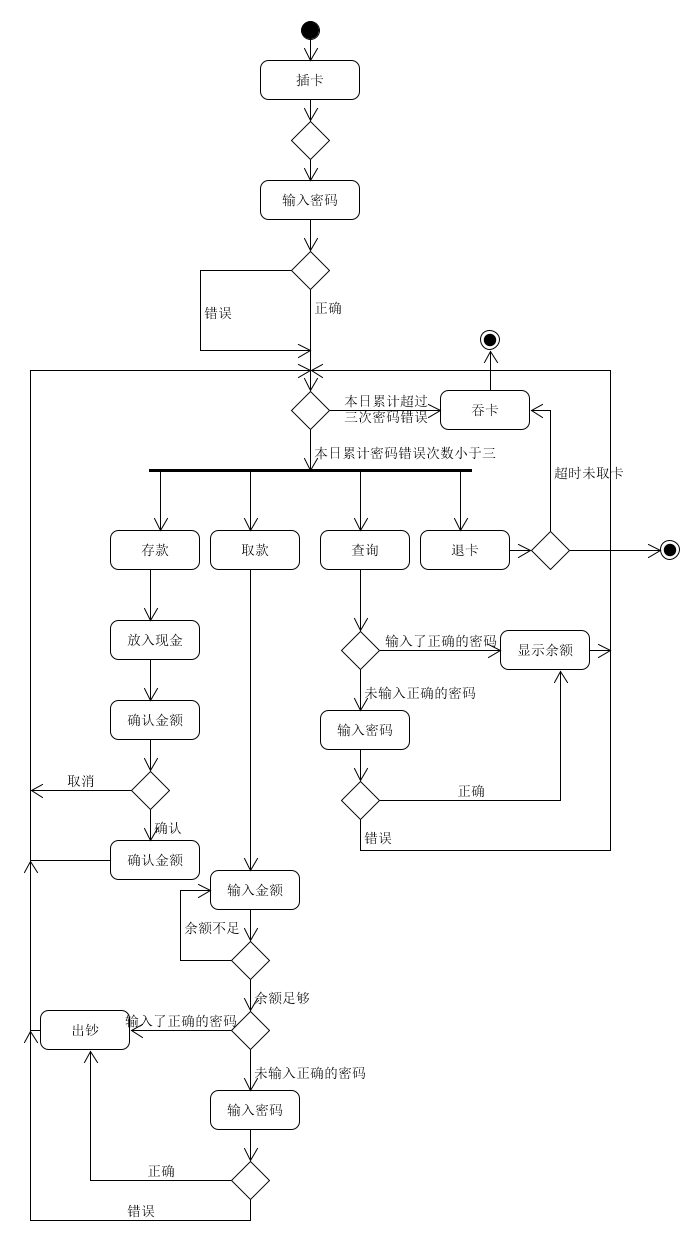 插卡
输入密码
错误
正确
本日累计超过
三次密码错误
吞卡
本日累计密码错误次数小于三
超时未取卡
存款
取款
查询
退卡
放入现金
输入了正确的密码
显示余额
未输入正确的密码
确认金额
输入密码
取消
正确
确认
错误
确认金额
输入金额
余额不足
余额足够
出钞
输入了正确的密码
未输入正确的密码
输入密码
正确
错误